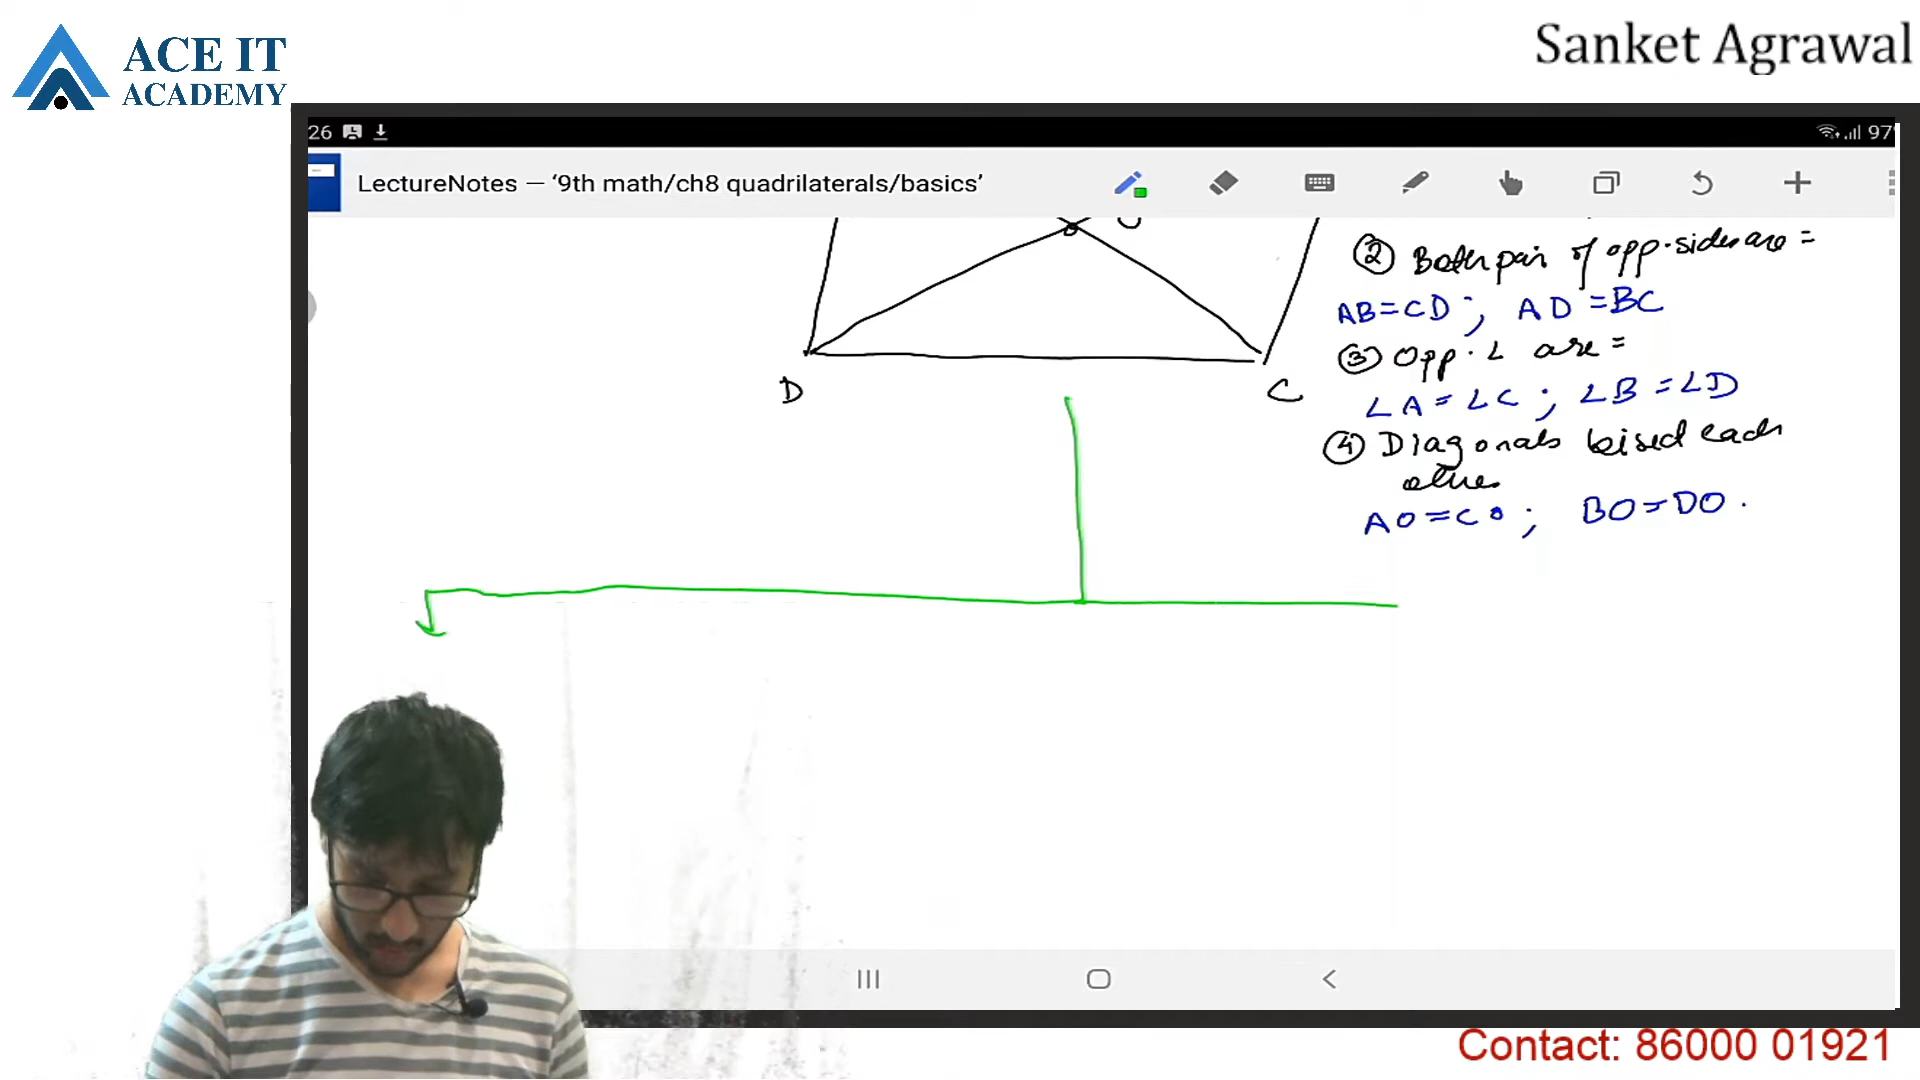 ACE IT
ACADEMY
Sanket Agrawal
26
97
LectureNotes — ‘9th math/ch8 quadrilaterals/basics’
O
② Both pair of opp. sides are =
AB=CD ; AD=BC
③ Opp. ∠ are =
∠A=∠C ; ∠B=∠D
④ Diagonals bisect each
other
AO=CO ; BO=DO.
D
C
Contact: 86000 01921